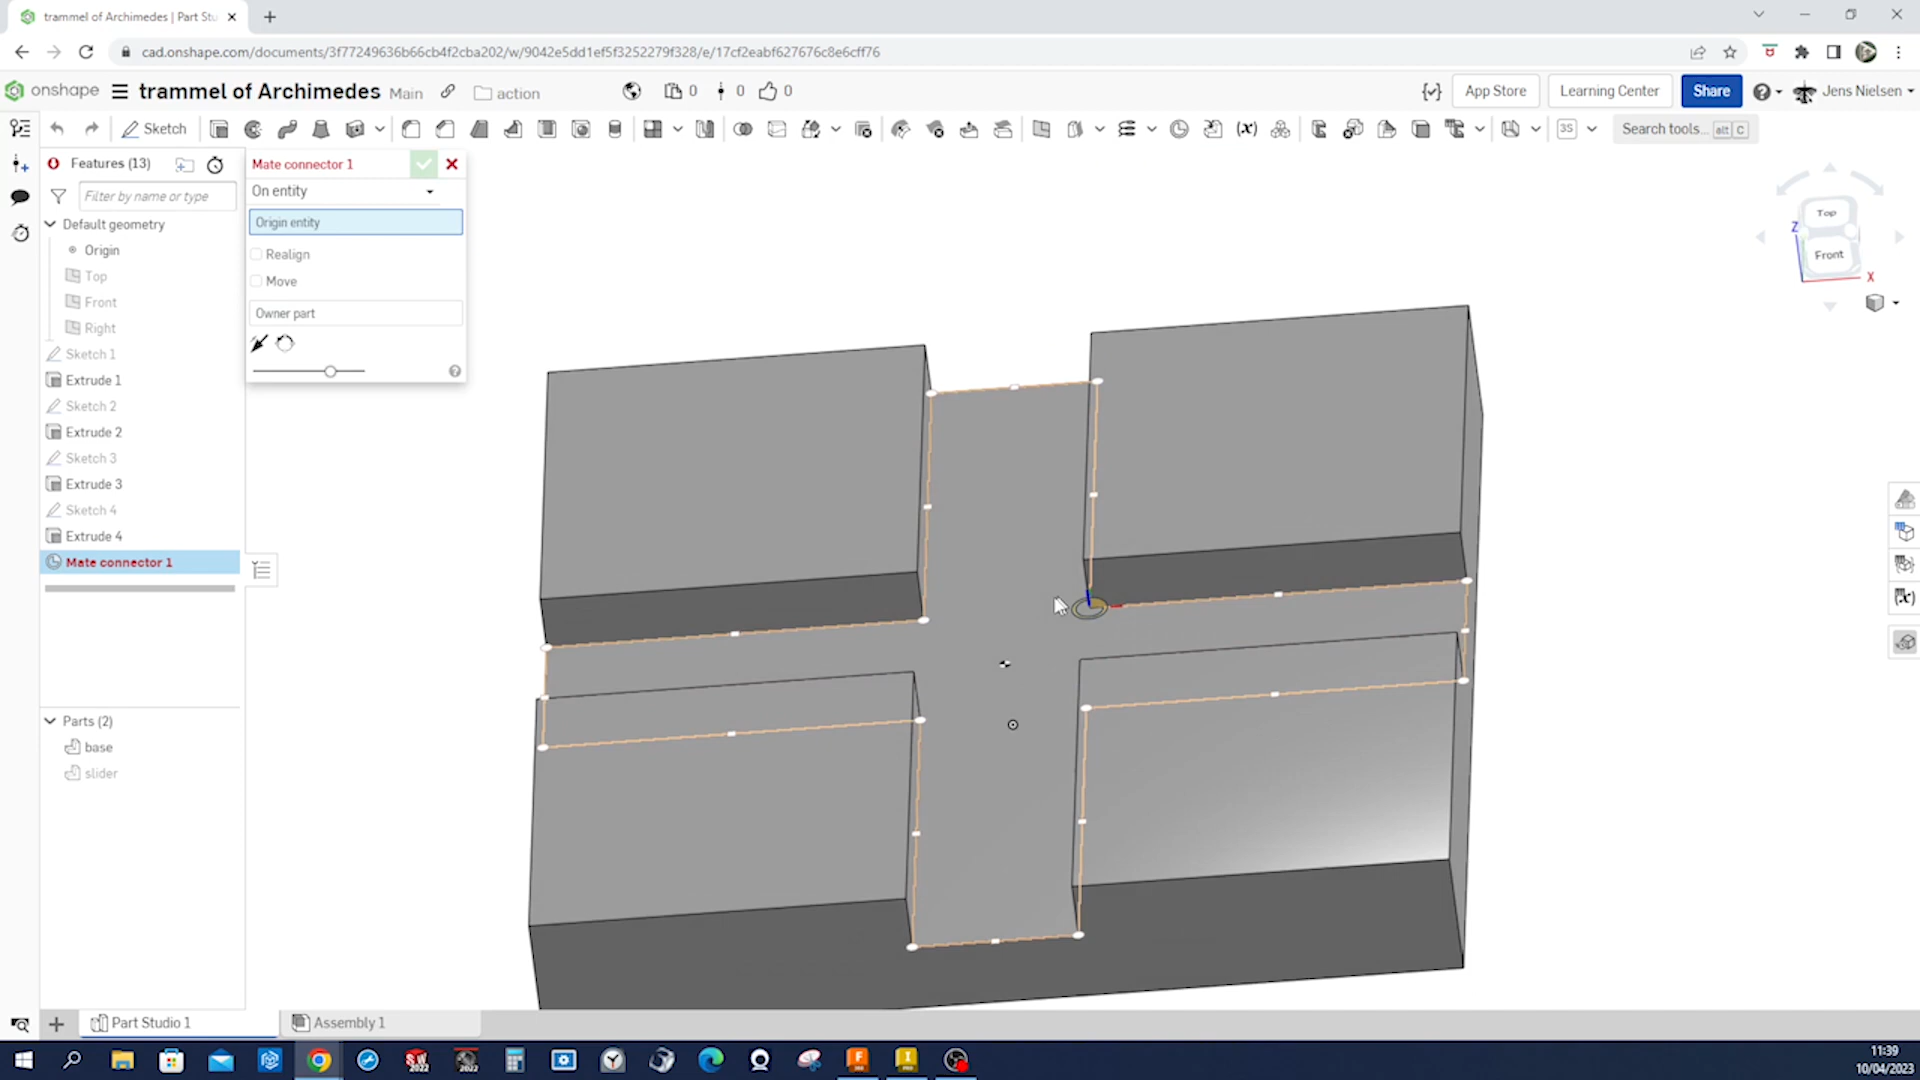 trammel of Archimedes | Part Stu
cad.onshape.com/documents/3f77249636b66cb4f2cba202/w/9042e5dd1ef5f3252279f328/e/17cf2eabf627676c8e6cff76
onshape
trammel of Archimedes
Main
action
0
0
0
App Store
Learning Center
Share
Jens Nielsen
Sketch
(x)
3S
Search tools... alt C
Features (13)
Filter by name or type
Default geometry
Origin
Top
Front
Right
Sketch 1
Extrude 1
Sketch 2
Extrude 2
Sketch 3
Extrude 3
Sketch 4
Extrude 4
Mate connector 1
Parts (2)
base
slider
Mate connector 1
On entity
Origin entity
Realign
Move
Owner part
Top
Front
Z
X
(x)
Part Studio 1
Assembly 1
2022
2022
11:39
10/04/2023